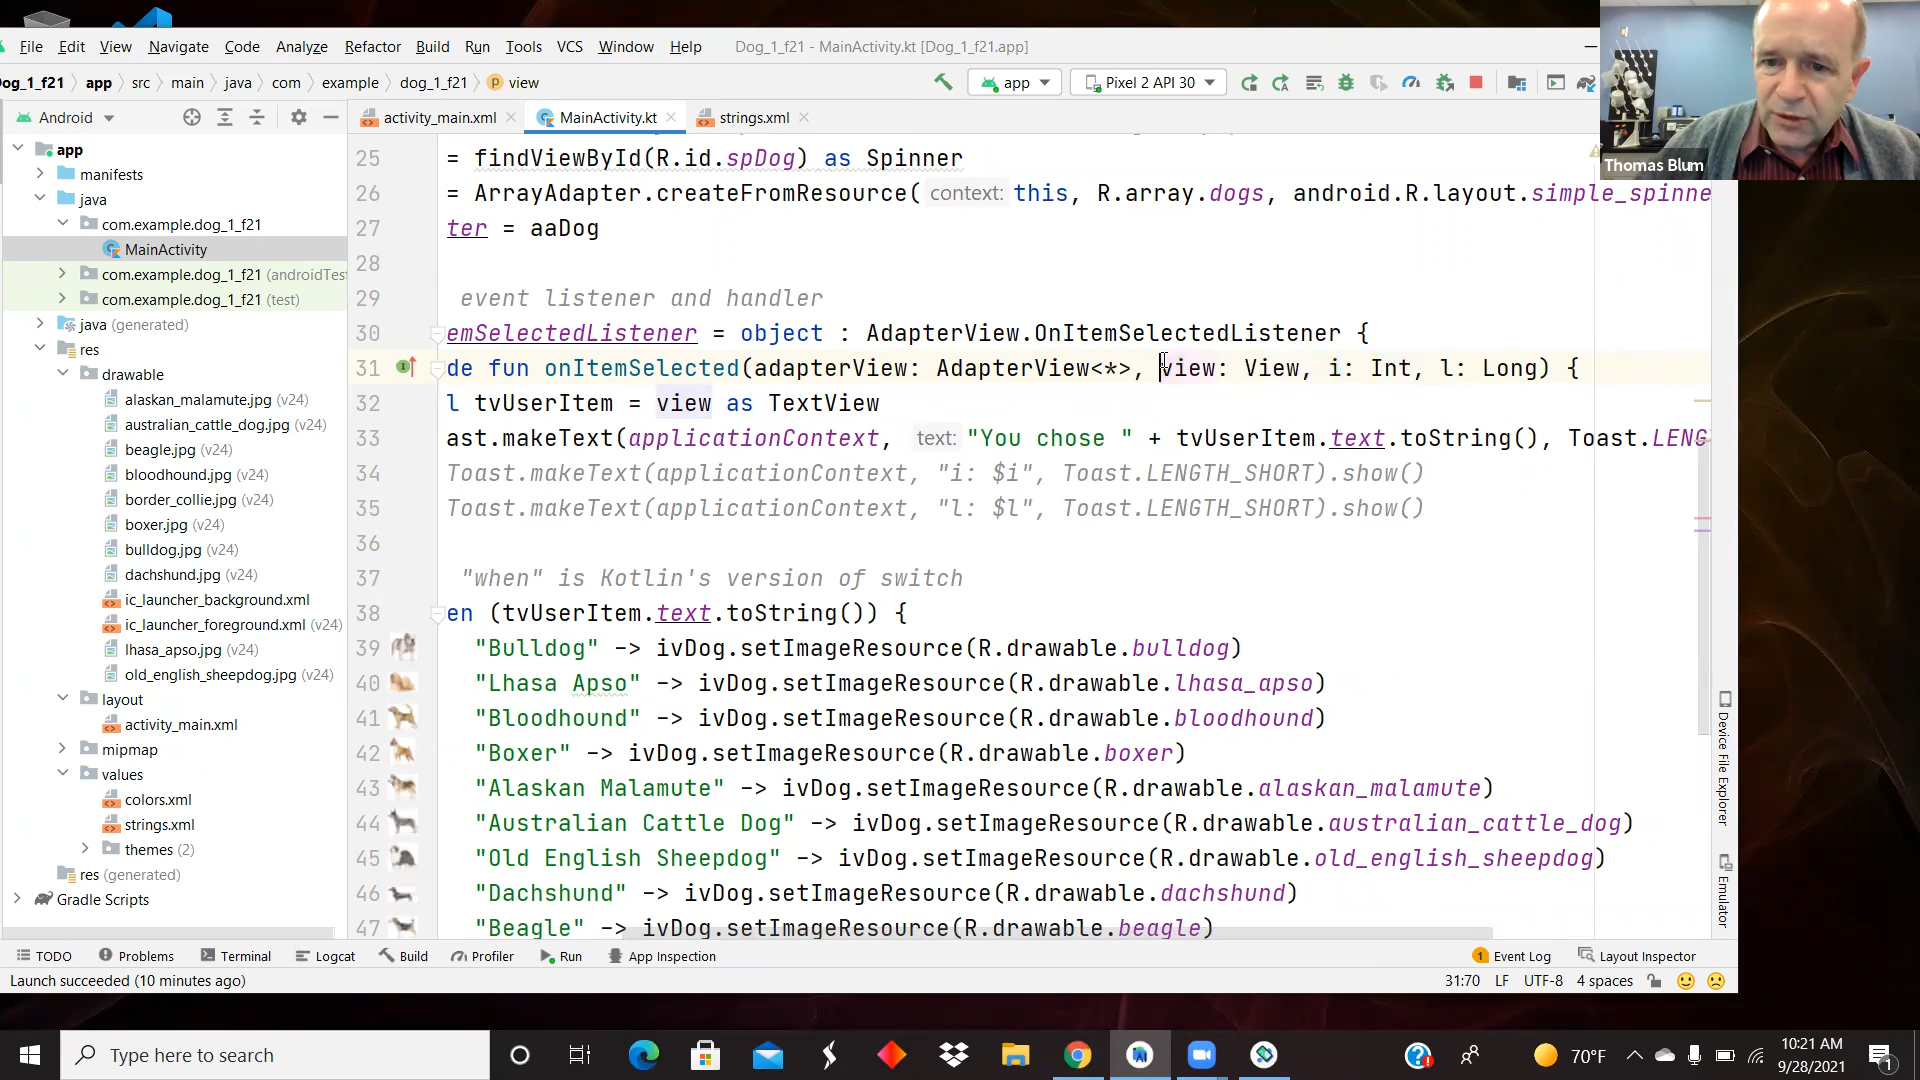 File Edit View Navigate Code Analyze Refactor Build Run Tools VCS Window Help Dog_1_f21 - MainActivity.kt [Dog_1_f21.app]
Dog_1_f21 app src main java com example dog_1_f21 view app Pixel 2 API 30
Thomas Blum
Android activity_main.xml MainActivity.kt strings.xml
app
manifests
java
com.example.dog_1_f21
MainActivity
com.example.dog_1_f21 (androidTes
com.example.dog_1_f21 (test)
java (generated)
res
drawable
alaskan_malamute.jpg (v24)
australian_cattle_dog.jpg (v24)
beagle.jpg (v24)
bloodhound.jpg (v24)
border_collie.jpg (v24)
boxer.jpg (v24)
bulldog.jpg (v24)
dachshund.jpg (v24)
ic_launcher_background.xml
ic_launcher_foreground.xml (v24)
lhasa_apso.jpg (v24)
old_english_sheepdog.jpg (v24)
layout
activity_main.xml
mipmap
values
colors.xml
strings.xml
themes (2)
res (generated)
Gradle Scripts
25 = findViewById(R.id.spDog) as Spinner
26 = ArrayAdapter.createFromResource( context: this, R.array.dogs, android.R.layout.simple_spinne
27 ter = aaDog
28
29 event listener and handler
30 emSelectedListener = object : AdapterView.OnItemSelectedListener {
31 de fun onItemSelected(adapterView: AdapterView<*>, view: View, i: Int, l: Long) {
32 l tvUserItem = view as TextView
33 ast.makeText(applicationContext, text: "You chose " + tvUserItem.text.toString(), Toast.LENG
34 Toast.makeText(applicationContext, "i: $i", Toast.LENGTH_SHORT).show()
35 Toast.makeText(applicationContext, "l: $l", Toast.LENGTH_SHORT).show()
36
37 "when" is Kotlin's version of switch
38 en (tvUserItem.text.toString()) {
39 "Bulldog" -> ivDog.setImageResource(R.drawable.bulldog)
40 "Lhasa Apso" -> ivDog.setImageResource(R.drawable.lhasa_apso)
41 "Bloodhound" -> ivDog.setImageResource(R.drawable.bloodhound)
42 "Boxer" -> ivDog.setImageResource(R.drawable.boxer)
43 "Alaskan Malamute" -> ivDog.setImageResource(R.drawable.alaskan_malamute)
44 "Australian Cattle Dog" -> ivDog.setImageResource(R.drawable.australian_cattle_dog)
45 "Old English Sheepdog" -> ivDog.setImageResource(R.drawable.old_english_sheepdog)
46 "Dachshund" -> ivDog.setImageResource(R.drawable.dachshund)
47 "Beagle" -> ivDog.setImageResource(R.drawable.beagle)
Device File Explorer
Emulator
TODO Problems Terminal Logcat Build Profiler Run App Inspection 1 Event Log Layout Inspector
Launch succeeded (10 minutes ago) 31:70 LF UTF-8 4 spaces
Type here to search 70°F 10:21 AM
9/28/2021 1